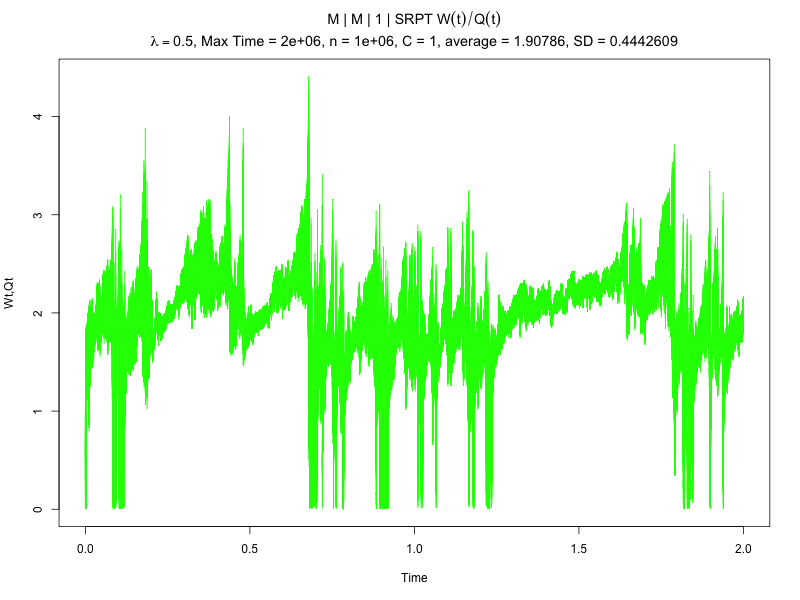 M | M | 1 | SRPT W(t)/Q(t)
λ = 0.5, Max Time = 2e+06, n = 1e+06, C = 1, average = 1.90786, SD = 0.4442609
4
3
2
1
0
Wt,Qt
0.0 0.5 1.0 1.5 2.0
Time